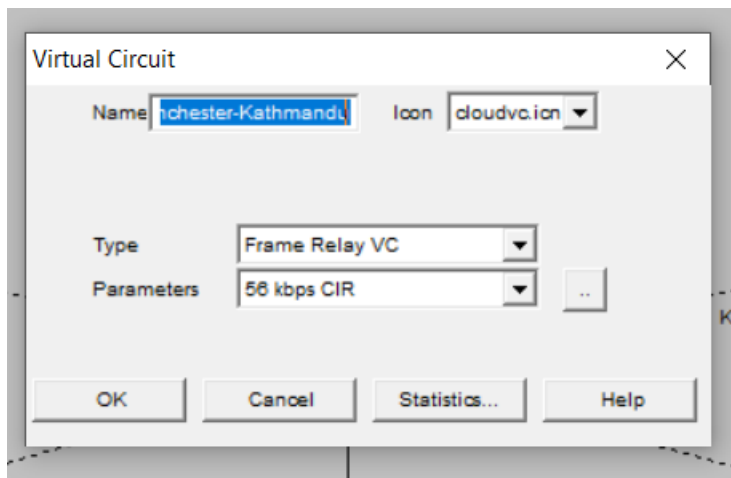 Virtual Circuit
Name nchester-Kathmandu Icon cloudvc.icn
Type Frame Relay VC
Parameters 56 kbps CIR ..
K
OK Cancel Statistics... Help